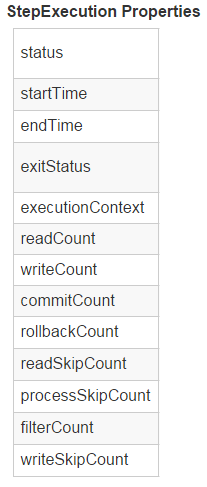 StepExecution Properties
status
startTime
endTime
exitStatus
executionContext
readCount
writeCount
commitCount
rollbackCount
readSkipCount
processSkipCount
filterCount
writeSkipCount